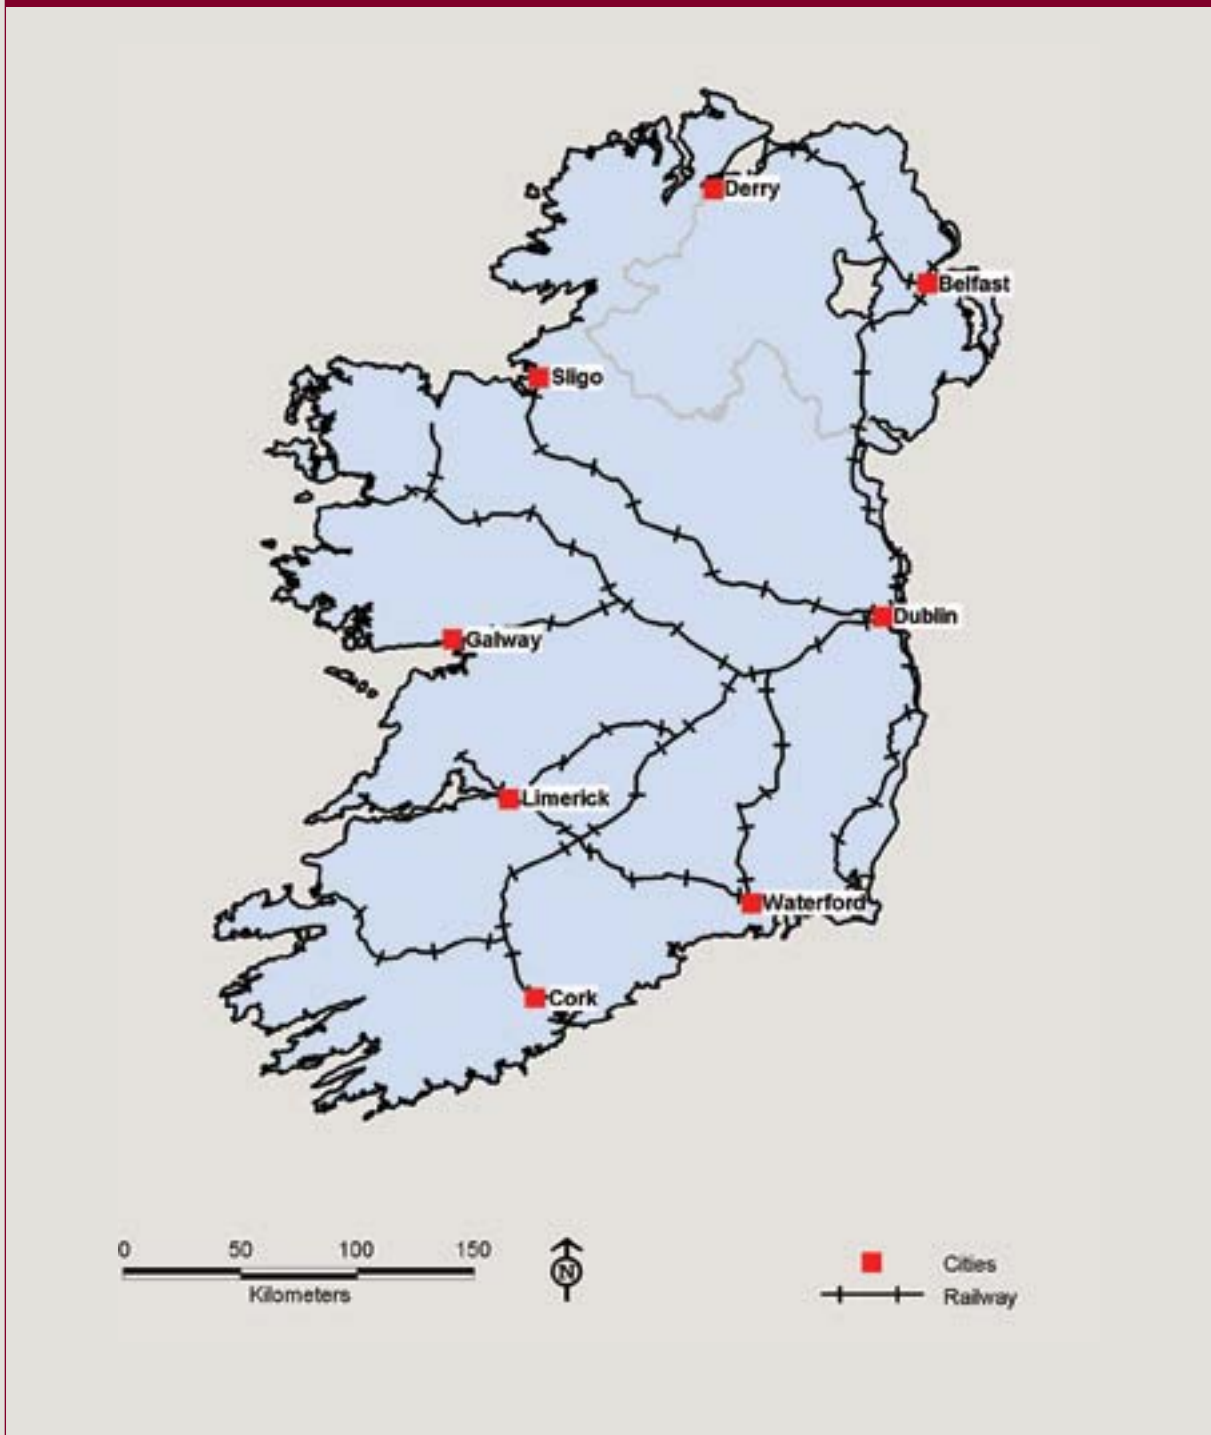 Derry
Belfast
Sligo
Dublin
Galway
Limerick
Waterford
Cork
0 50 100 150
Kilometers
N
Cities
Railway